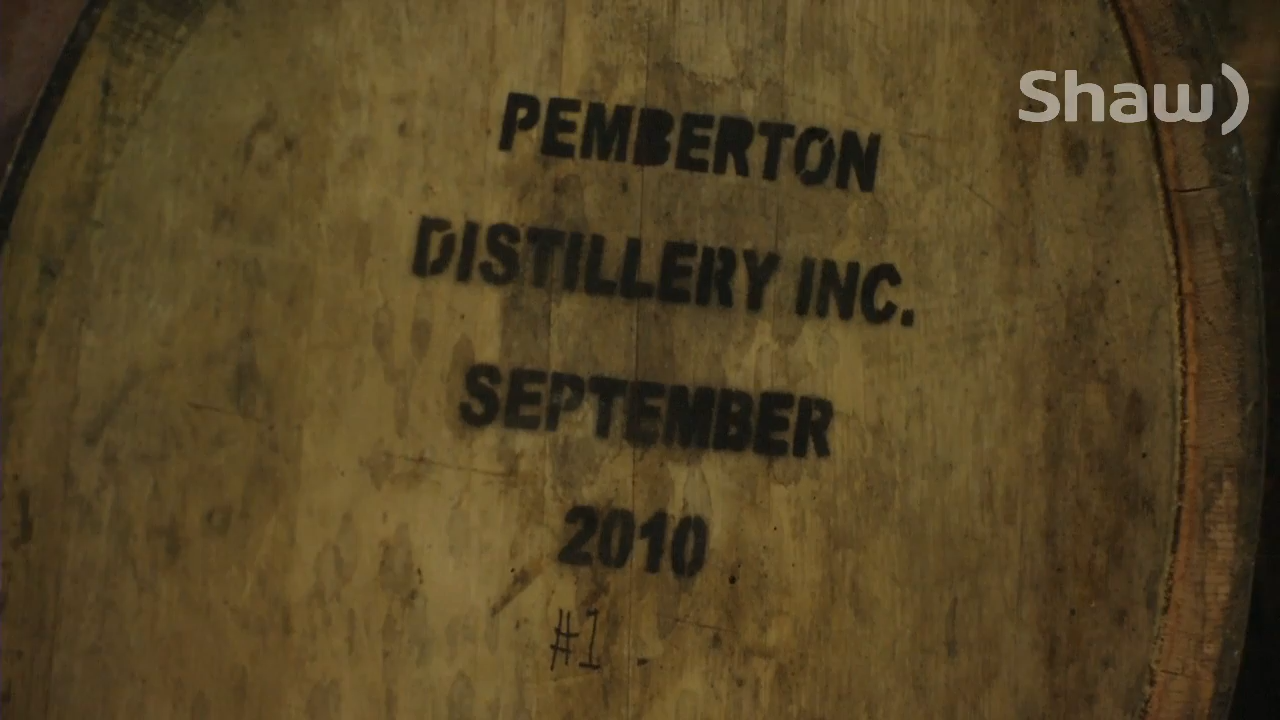 Shaw)
PEMBERTON
DISTILLERY INC.
SEPTEMBER
2010
#1